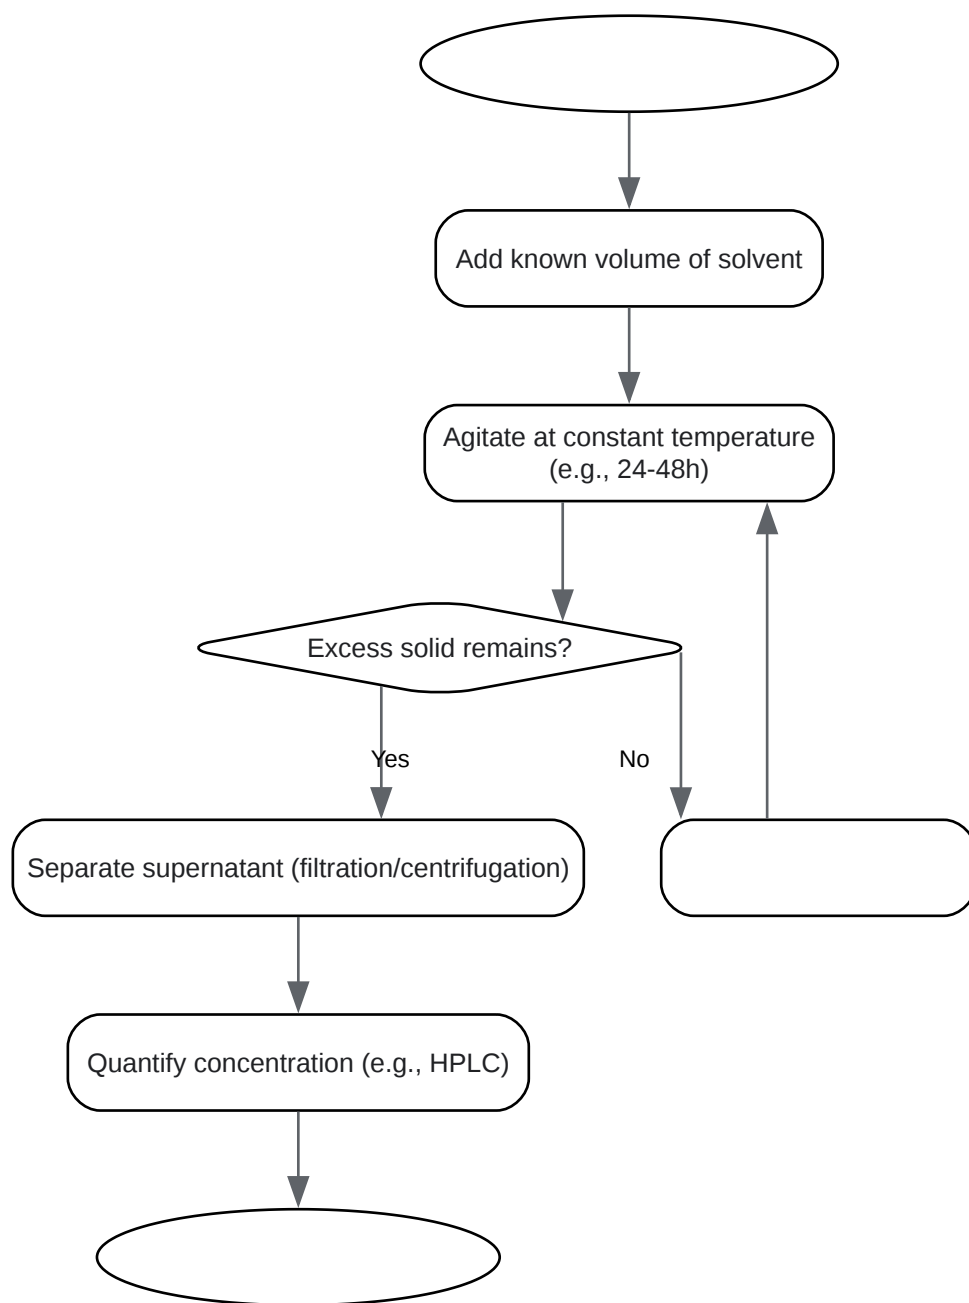 Add known volume of solvent
Agitate at constant temperature
(e.g., 24-48h)
Excess solid remains?
Yes
No
Separate supernatant (filtration/centrifugation)
Quantify concentration (e.g., HPLC)